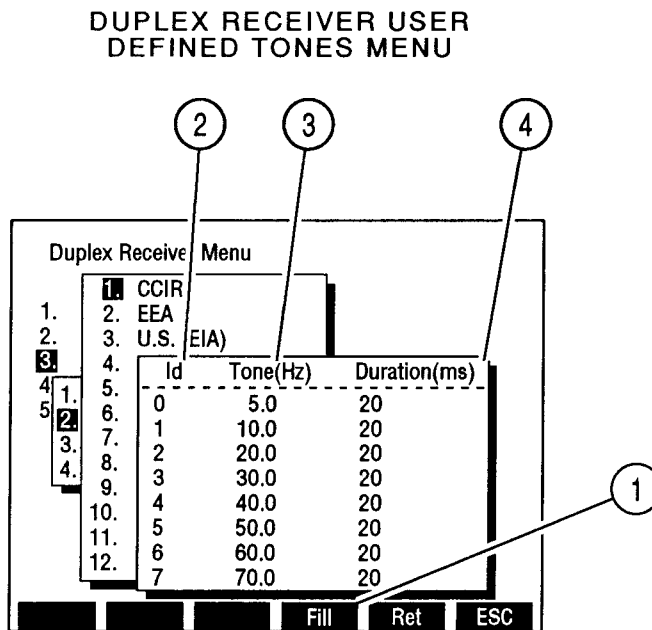 DUPLEX RECEIVER USER
DEFINED TONES MENU
2 3 4
Duplex Receive Menu
1. CCIR
2. EEA
3. U.S. EIA)
4.
5.
6.
7.
8.
9.
10.
11.
12.
1.
2.
3.
4
5
1.
2.
3.
4.
Id Tone(Hz) Duration(ms)
0 5.0 20
1 10.0 20
2 20.0 20
3 30.0 20
4 40.0 20
5 50.0 20
6 60.0 20
7 70.0 20
1
Fill Ret ESC